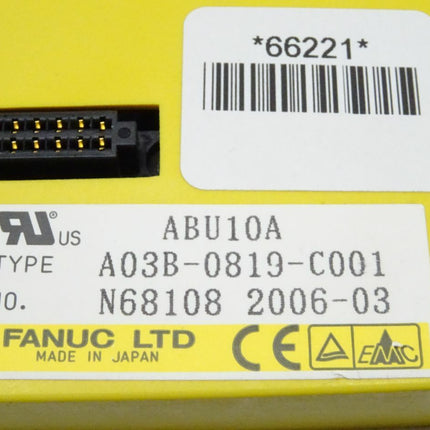 *66221*
US
ABU10A
TYPE A03B-0819-C001
NO. N68108 2006-03
FANUC LTD
MADE IN JAPAN
CE
EMC